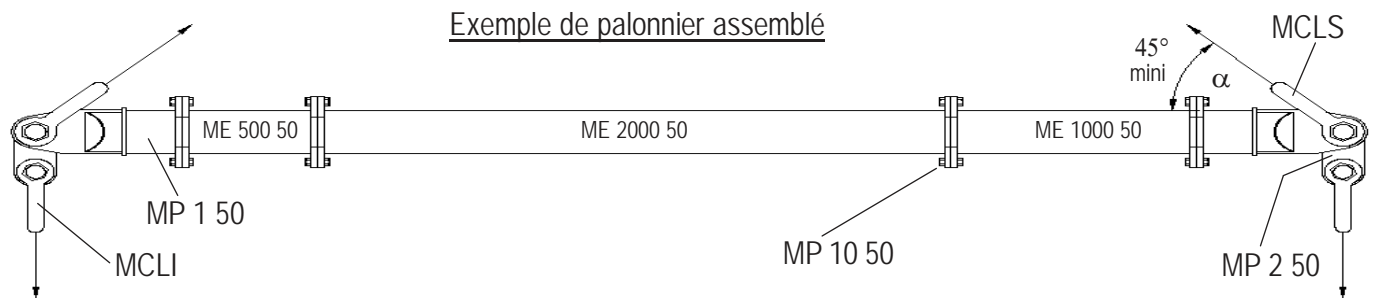 Exemple de palonnier assemblé
MCLS
45°
mini
α
ME 500 50
ME 2000 50
ME 1000 50
MP 1 50
MCLI
MP 10 50
MP 2 50